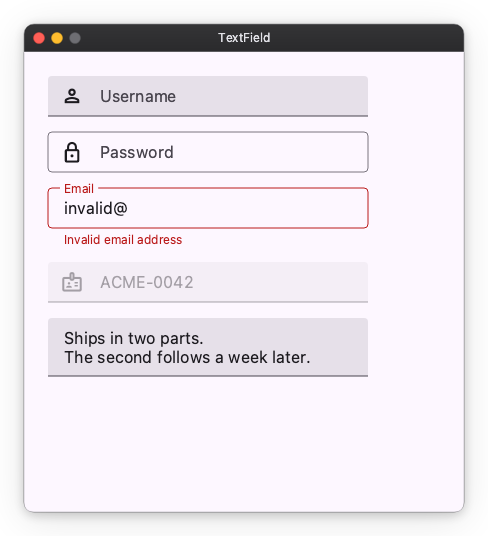 TextField
Username
Password
Email
invalid@
Invalid email address
ACME-0042
Ships in two parts.
The second follows a week later.